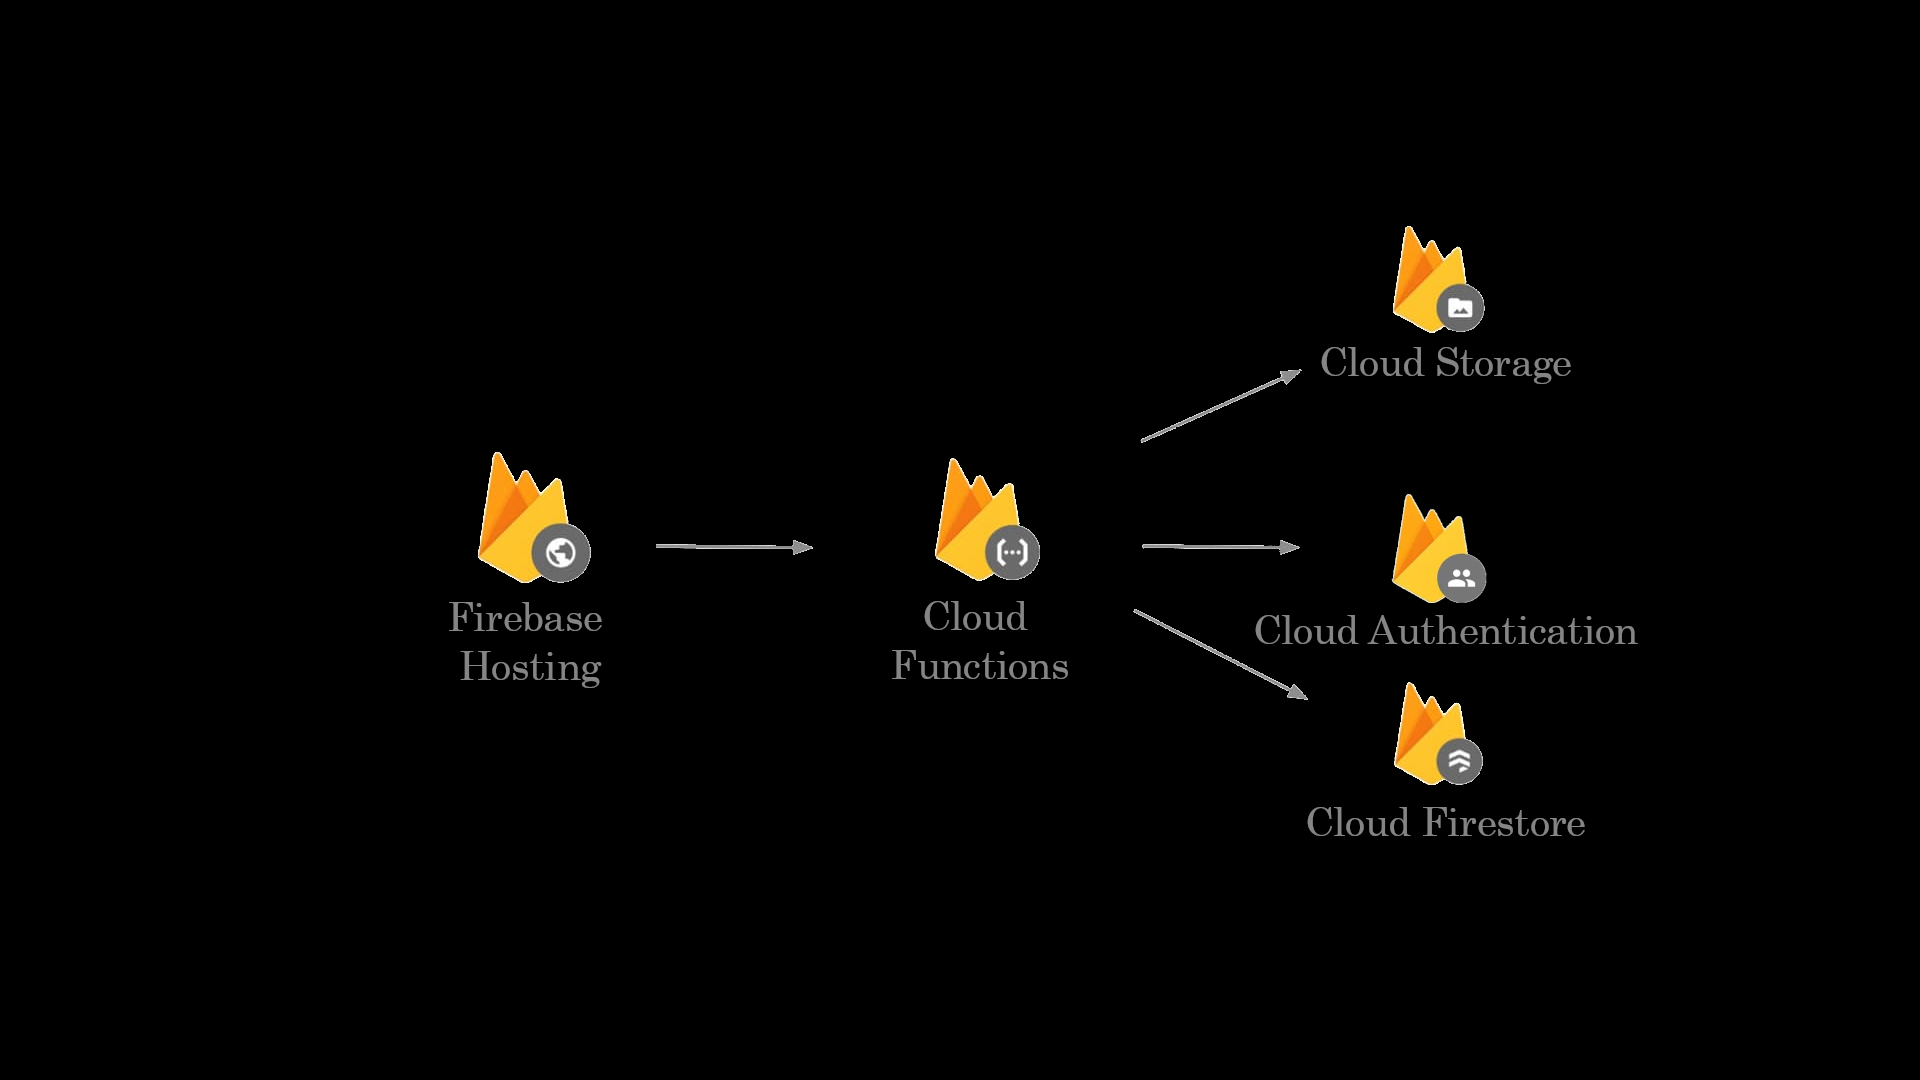 Cloud Storage
Firebase
Hosting
Cloud
Functions
Cloud Authentication
Cloud Firestore